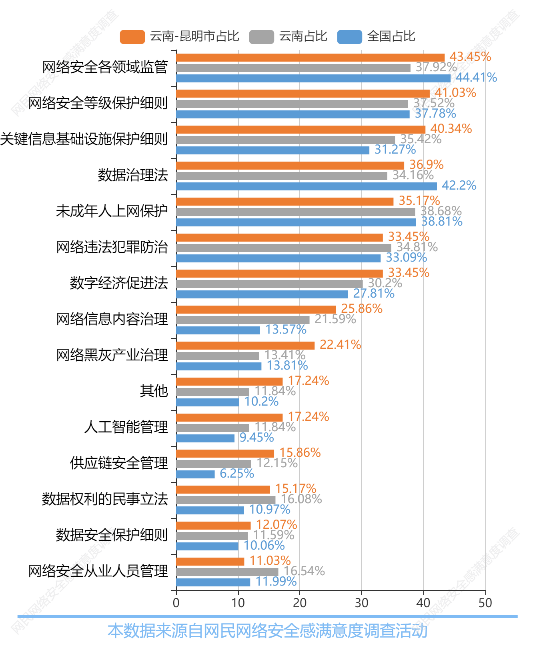 云南-昆明市占比 云南占比 全国占比
网络安全各领域监管 43.45% 37.92% 44.41%
网络安全等级保护细则 41.03% 37.52% 37.78%
关键信息基础设施保护细则 40.34% 35.42% 31.27%
数据治理法 36.9% 34.16% 42.2%
未成年人上网保护 35.17% 38.68% 38.81%
网络违法犯罪防治 33.45% 34.81% 33.09%
数字经济促进法 33.45% 30.2% 27.81%
网络信息内容治理 25.86% 21.59% 13.57%
网络黑灰产业治理 22.41% 13.41% 13.81%
其他 17.24% 11.84% 10.2%
人工智能管理 17.24% 11.84% 9.45%
供应链安全管理 15.86% 12.15% 6.25%
数据权利的民事立法 15.17% 16.08% 10.97%
数据安全保护细则 12.07% 11.59% 10.06%
网络安全从业人员管理 11.03% 16.54% 11.99%
0 10 20 30 40 50
本数据来源自网民网络安全感满意度调查活动